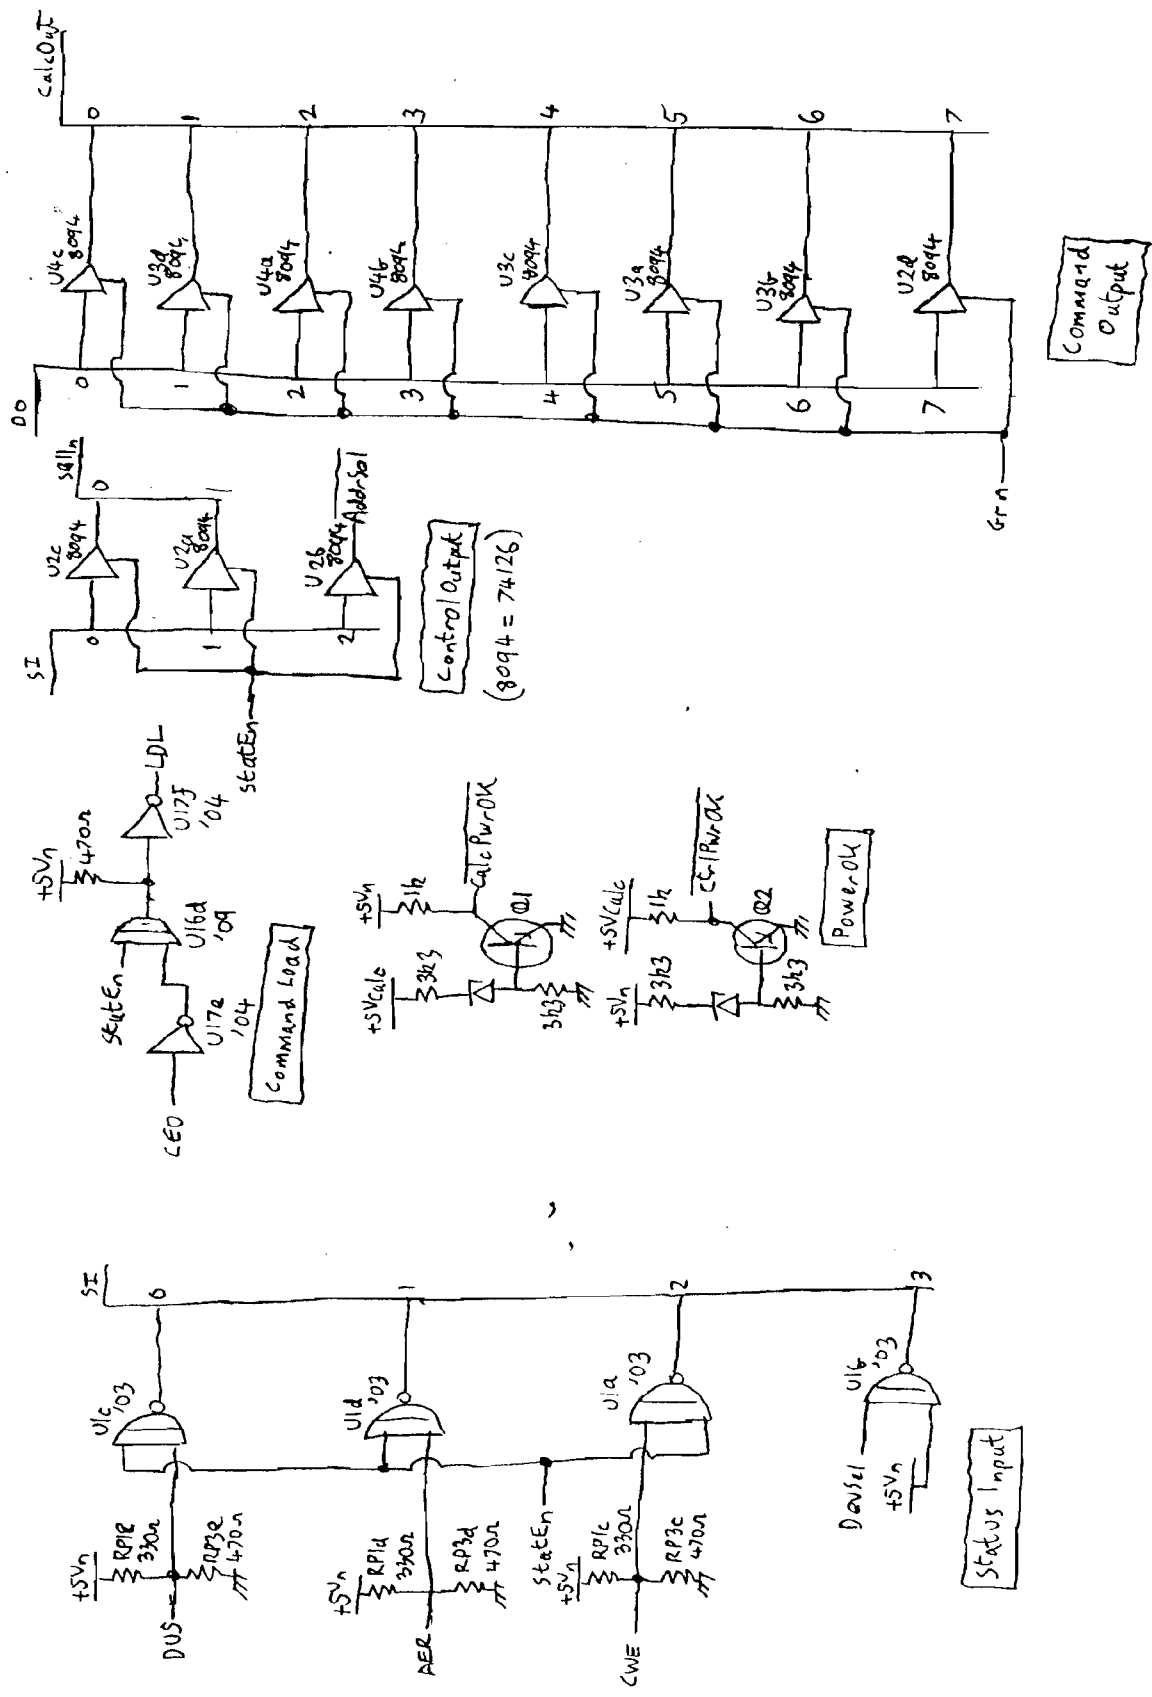 SI
DUS
+5Vn
RP1e
330Ω
RP3e
470Ω
U1c
'03
0
AER
+5Vn
RP1d
330Ω
RP3d
470Ω
U1d
'03
1
StatEn
CWE
+5Vn
RP1c
330Ω
RP3c
470Ω
U1a
'03
2
DevSel
+5Vn
U1b
'03
3
Status Input
CEO
U17e
'04
StatEn
U16d
'09
+5Vn
470Ω
U17f
'04
LDL
Command Load
+5VCalc
3k3
3k3
+5Vn
1k
CalcPwrOK
Q1
+5Vn
3k3
3k3
+5VCalc
1k
CtrlPwrOK
Q2
PowerOK
SI
0
U2c
8094
0
1
U2a
8094
1
2
U2b
8094
AddrSel
StatEn
Control Output
(8094 = 74126)
DO
CalcOut
0
U4c
8094
0
1
U3d
8094
1
2
U4a
8094
2
3
U4b
8094
3
4
U3c
8094
4
5
U3a
8094
5
6
U3b
8094
6
7
U2d
8094
7
Grn
Command
Output